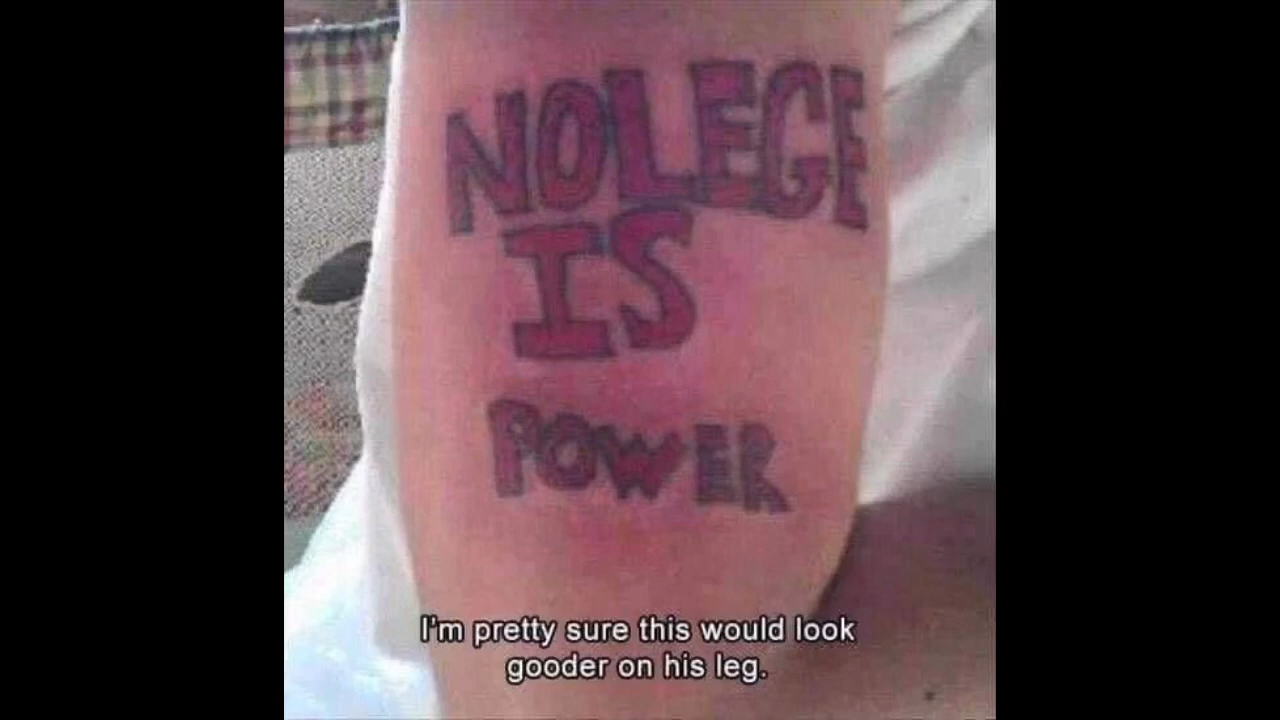 NOLEGE
IS
POWER
I'm pretty sure this would look
gooder on his leg.